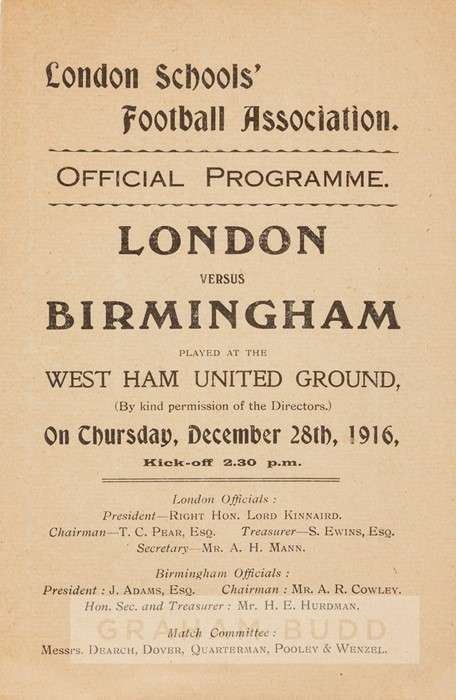 London Schools'
Football Association.
OFFICIAL PROGRAMME.
LONDON
VERSUS
BIRMINGHAM
PLAYED AT THE
WEST HAM UNITED GROUND,
(By kind permission of the Directors.)
On Thursday, December 28th, 1916,
Kick-off 2.30 p.m.
London Officials :
President—RIGHT HON. LORD KINNAIRD.
Chairman—T. C. PEAR, ESQ. Treasurer—S. EWINS, ESQ.
Secretary—MR. A. H. MANN.
Birmingham Officials :
President : J. ADAMS, ESQ. Chairman : MR. A. R. COWLEY.
Hon. Sec. and Treasurer : MR. H. E. HURDMAN.
GRAHAM BUDD
Match Committee :
MESSRS. DEARCH, DOVER, QUARTERMAN, POOLEY & WENZEL.